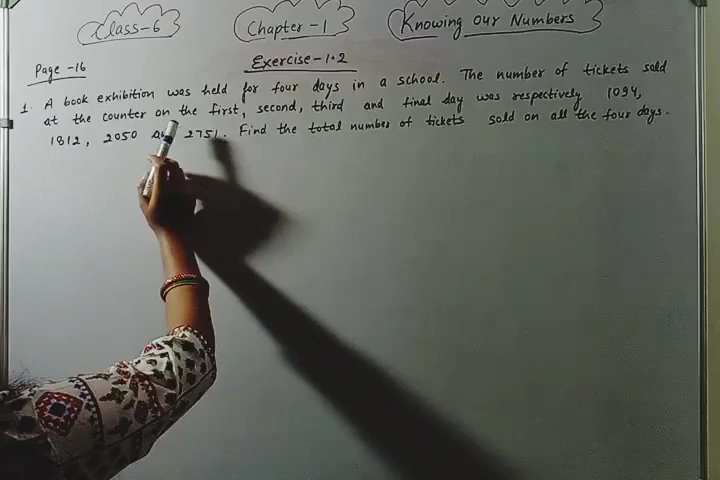 Class-6 Chapter-1 Knowing Our Numbers
Exercise-1.2
Page-16
1. A book exhibition was held for four days in a school. The number of tickets sold
at the counter on the first, second, third and final day was respectively 1094,
1812, 2050 2751. Find the total number of tickets sold on all the four days.